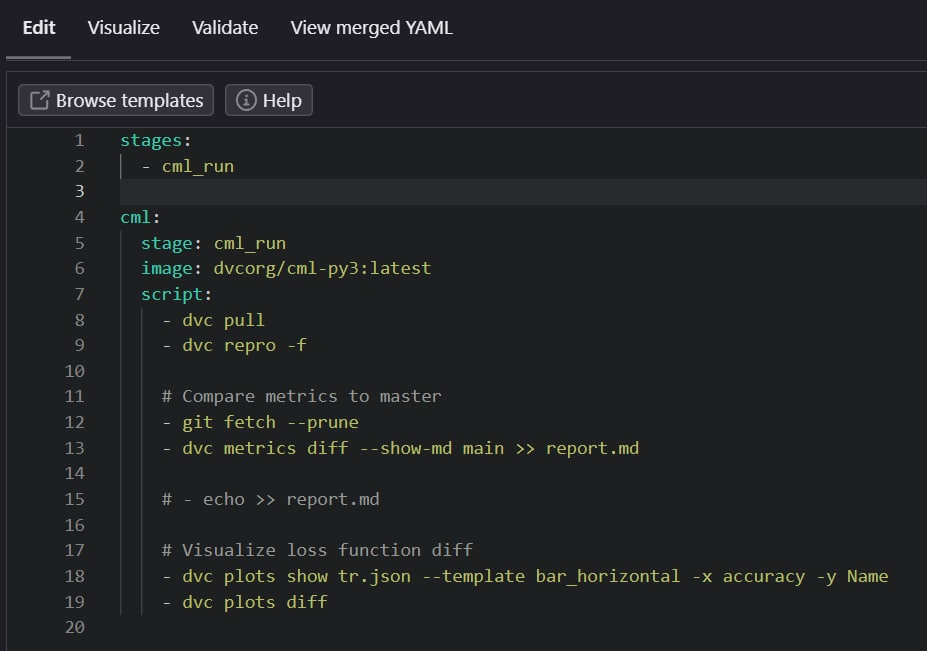 Edit Visualize Validate View merged YAML
Browse templates Help
1 stages:
2   - cml_run
3
4 cml:
5   stage: cml_run
6   image: dvcorg/cml-py3:latest
7   script:
8     - dvc pull
9     - dvc repro -f
10
11     # Compare metrics to master
12     - git fetch --prune
13     - dvc metrics diff --show-md main >> report.md
14
15     # - echo >> report.md
16
17     # Visualize loss function diff
18     - dvc plots show tr.json --template bar_horizontal -x accuracy -y Name
19     - dvc plots diff
20